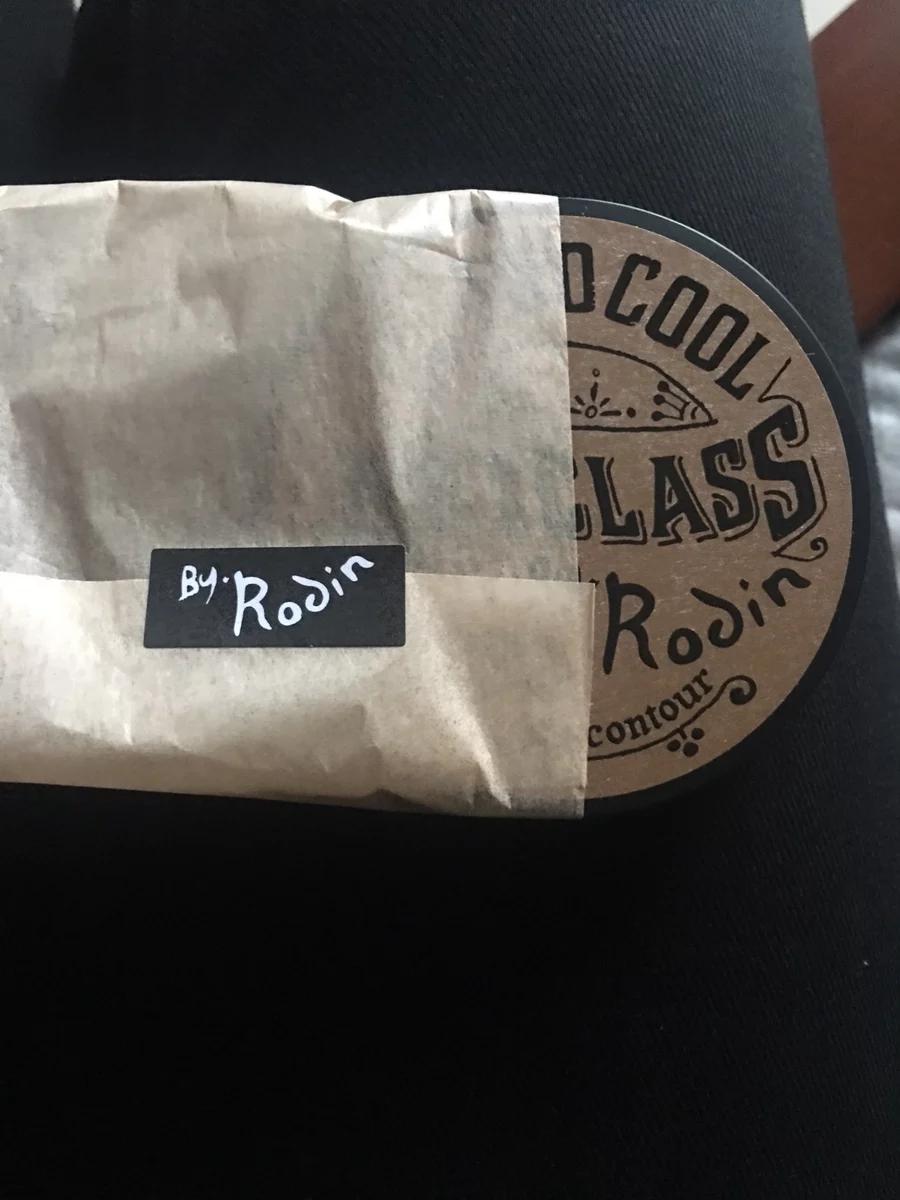 By. Rodin
COOL
CLASS
Rodin
contour